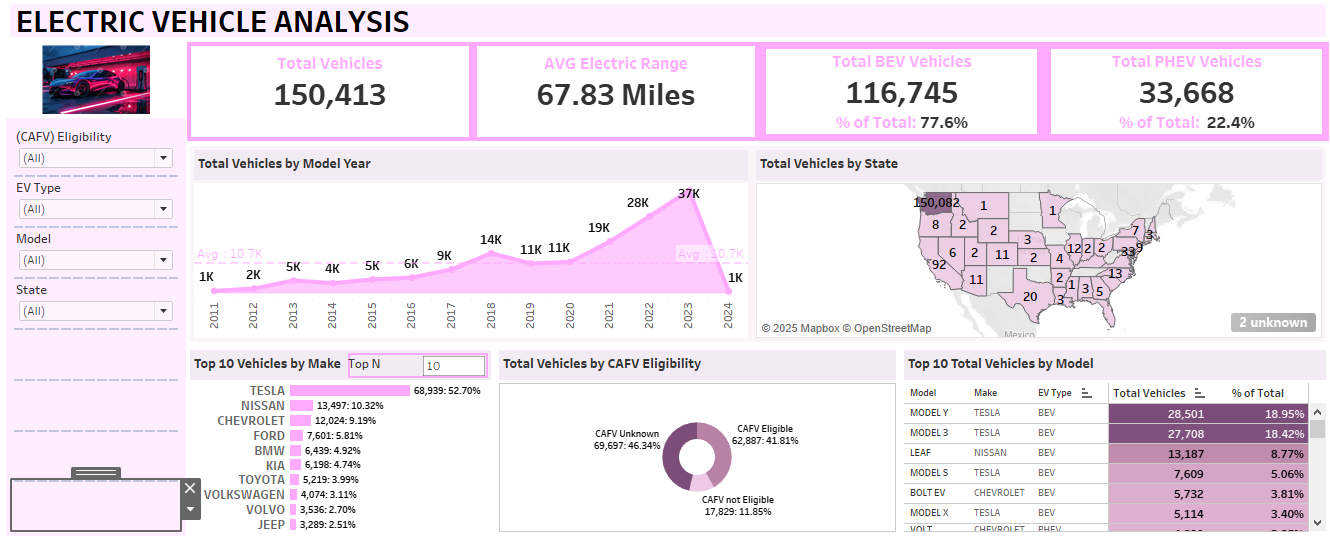 ELECTRIC VEHICLE ANALYSIS
Total Vehicles
150,413
AVG Electric Range
67.83 Miles
Total BEV Vehicles
116,745
% of Total: 77.6%
Total PHEV Vehicles
33,668
% of Total: 22.4%
(CAFV) Eligibility
(All)
EV Type
(All)
Model
(All)
State
(All)
Total Vehicles by Model Year
Avg : 10.7K
Avg : 10.7K
1K
2K
5K
4K
5K
6K
9K
14K
11K
11K
19K
28K
37K
1K
2011
2012
2013
2014
2015
2016
2017
2018
2019
2020
2021
2022
2023
2024
Total Vehicles by State
150,082
1
1
8
2
2
7
3
3
12
2
2
9
33
6
2
11
2
4
92
13
11
2
1
3
5
20
3
Mexico
© 2025 Mapbox © OpenStreetMap
2 unknown
Top 10 Vehicles by Make
Top N
10
TESLA 68,939: 52.70%
NISSAN 13,497: 10.32%
CHEVROLET 12,024: 9.19%
FORD 7,601: 5.81%
BMW 6,439: 4.92%
KIA 6,198: 4.74%
TOYOTA 5,219: 3.99%
VOLKSWAGEN 4,074: 3.11%
VOLVO 3,536: 2.70%
JEEP 3,289: 2.51%
Total Vehicles by CAFV Eligibility
CAFV Unknown
69,697: 46.34%
CAFV Eligible
62,887: 41.81%
CAFV not Eligible
17,829: 11.85%
Top 10 Total Vehicles by Model
Model Make EV Type Total Vehicles % of Total
MODEL Y TESLA BEV 28,501 18.95%
MODEL 3 TESLA BEV 27,708 18.42%
LEAF NISSAN BEV 13,187 8.77%
MODEL S TESLA BEV 7,609 5.06%
BOLT EV CHEVROLET BEV 5,732 3.81%
MODEL X TESLA BEV 5,114 3.40%
VOLT CHEVROLET PHEV